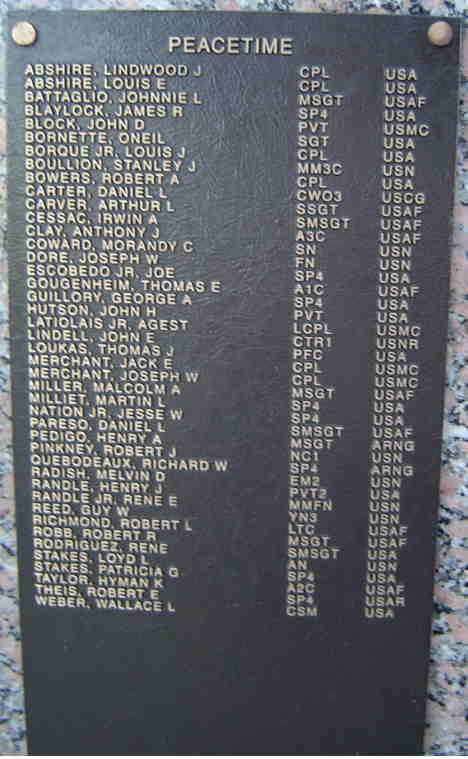 PEACETIME
ABSHIRE, LINDWOOD J CPL USA
ABSHIRE, LOUIS E CPL USA
BATTAGLIO, JOHNNIE L MSGT USAF
BLAYLOCK, JAMES R SP4 USA
BLOCK, JOHN D PVT USMC
BORNETTE, ONEIL SGT USA
BORQUE JR, LOUIS J CPL USA
BOULLION, STANLEY J MM3C USN
BOWERS, ROBERT A CPL USA
CARTER, DANIEL L CWO3 USCG
CARVER, ARTHUR L SSGT USAF
CESSAC, IRWIN A SMSGT USAF
CLAY, ANTHONY J A3C USAF
COWARD, MORANDY C SN USN
DORE, JOSEPH W FN USN
ESCOBEDO JR, JOE SP4 USA
GOUGENHEIM, THOMAS E A1C USAF
GUILLORY, GEORGE A SP4 USA
HUTSON, JOHN H PVT USA
LATIOLAIS JR, AGEST LCPL USMC
LINDELL, JOHN E CTR1 USNR
LOUKAS, THOMAS J PFC USA
MERCHANT, JACK E CPL USMC
MERCHANT, JOSEPH W CPL USMC
MILLER, MALCOLM A MSGT USAF
MILLIET, MARTIN L SP4 USA
NATION JR, JESSE W SP4 USA
PARESO, DANIEL L SMSGT USAF
PEDIGO, HENRY A MSGT ARNG
PINKNEY, ROBERT J NC1 USN
QUEBODEAUX, RICHARD W SP4 ARNG
RADISH, MELVIN D EM2 USN
RANDLE, HENRY J PVT2 USA
RANDLE JR, RENE E MMFN USN
REED, GUY W YN3 USN
RICHMOND, ROBERT L LTC USAF
ROBB, ROBERT R MSGT USAF
RODRIGUEZ, RENE SMSGT USA
STAKES, LOYD L AN USN
STAKES, PATRICIA G SP4 USA
TAYLOR, HYMAN K A2C USAF
THEIS, ROBERT E SP4 USAR
WEBER, WALLACE L CSM USA